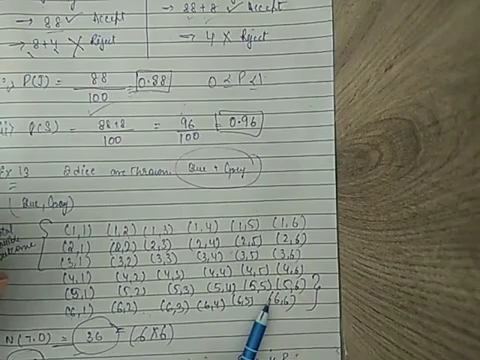 → 88 ✓ Accept
88+8 ✓ Accept
→ 8+4 X Reject
→ 4 X Reject
P(J) = 88/100 = 0.88 0 ≤ P ≤ 1
P(S) = 88+8/100 = 96/100 = 0.96
13 2 dice are thrown Blue + Grey
(Blue, Grey)
(1,1) (1,2) (1,3) (1,4) (1,5) (1,6)
(2,1) (2,2) (2,3) (2,4) (2,5) (2,6)
(3,1) (3,2) (3,3) (3,4) (3,5) (3,6)
(4,1) (4,2) (4,3) (4,4) (4,5) (4,6)
(5,1) (5,2) (5,3) (5,4) (5,5) (5,6)
(6,1) (6,2) (6,3) (6,4) (6,5) (6,6)
N(T.O) = 36 = (6X6)